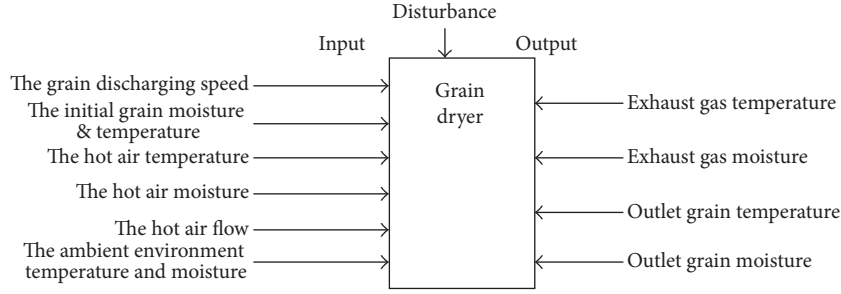 Disturbance
Input
Output
The grain discharging speed
The initial grain moisture
& temperature
The hot air temperature
The hot air moisture
The hot air flow
The ambient environment
temperature and moisture
Grain
dryer
Exhaust gas temperature
Exhaust gas moisture
Outlet grain temperature
Outlet grain moisture